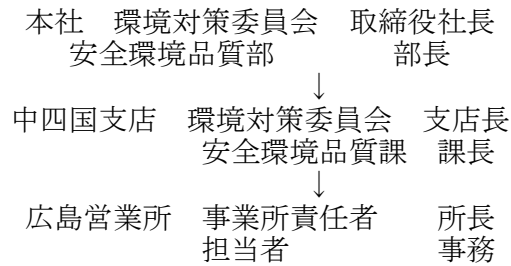 本社　環境対策委員会　取締役社長
安全環境品質部　部長
↓
中四国支店　環境対策委員会　支店長
安全環境品質課　課長
↓
広島営業所　事業所責任者　所長
担当者　事務